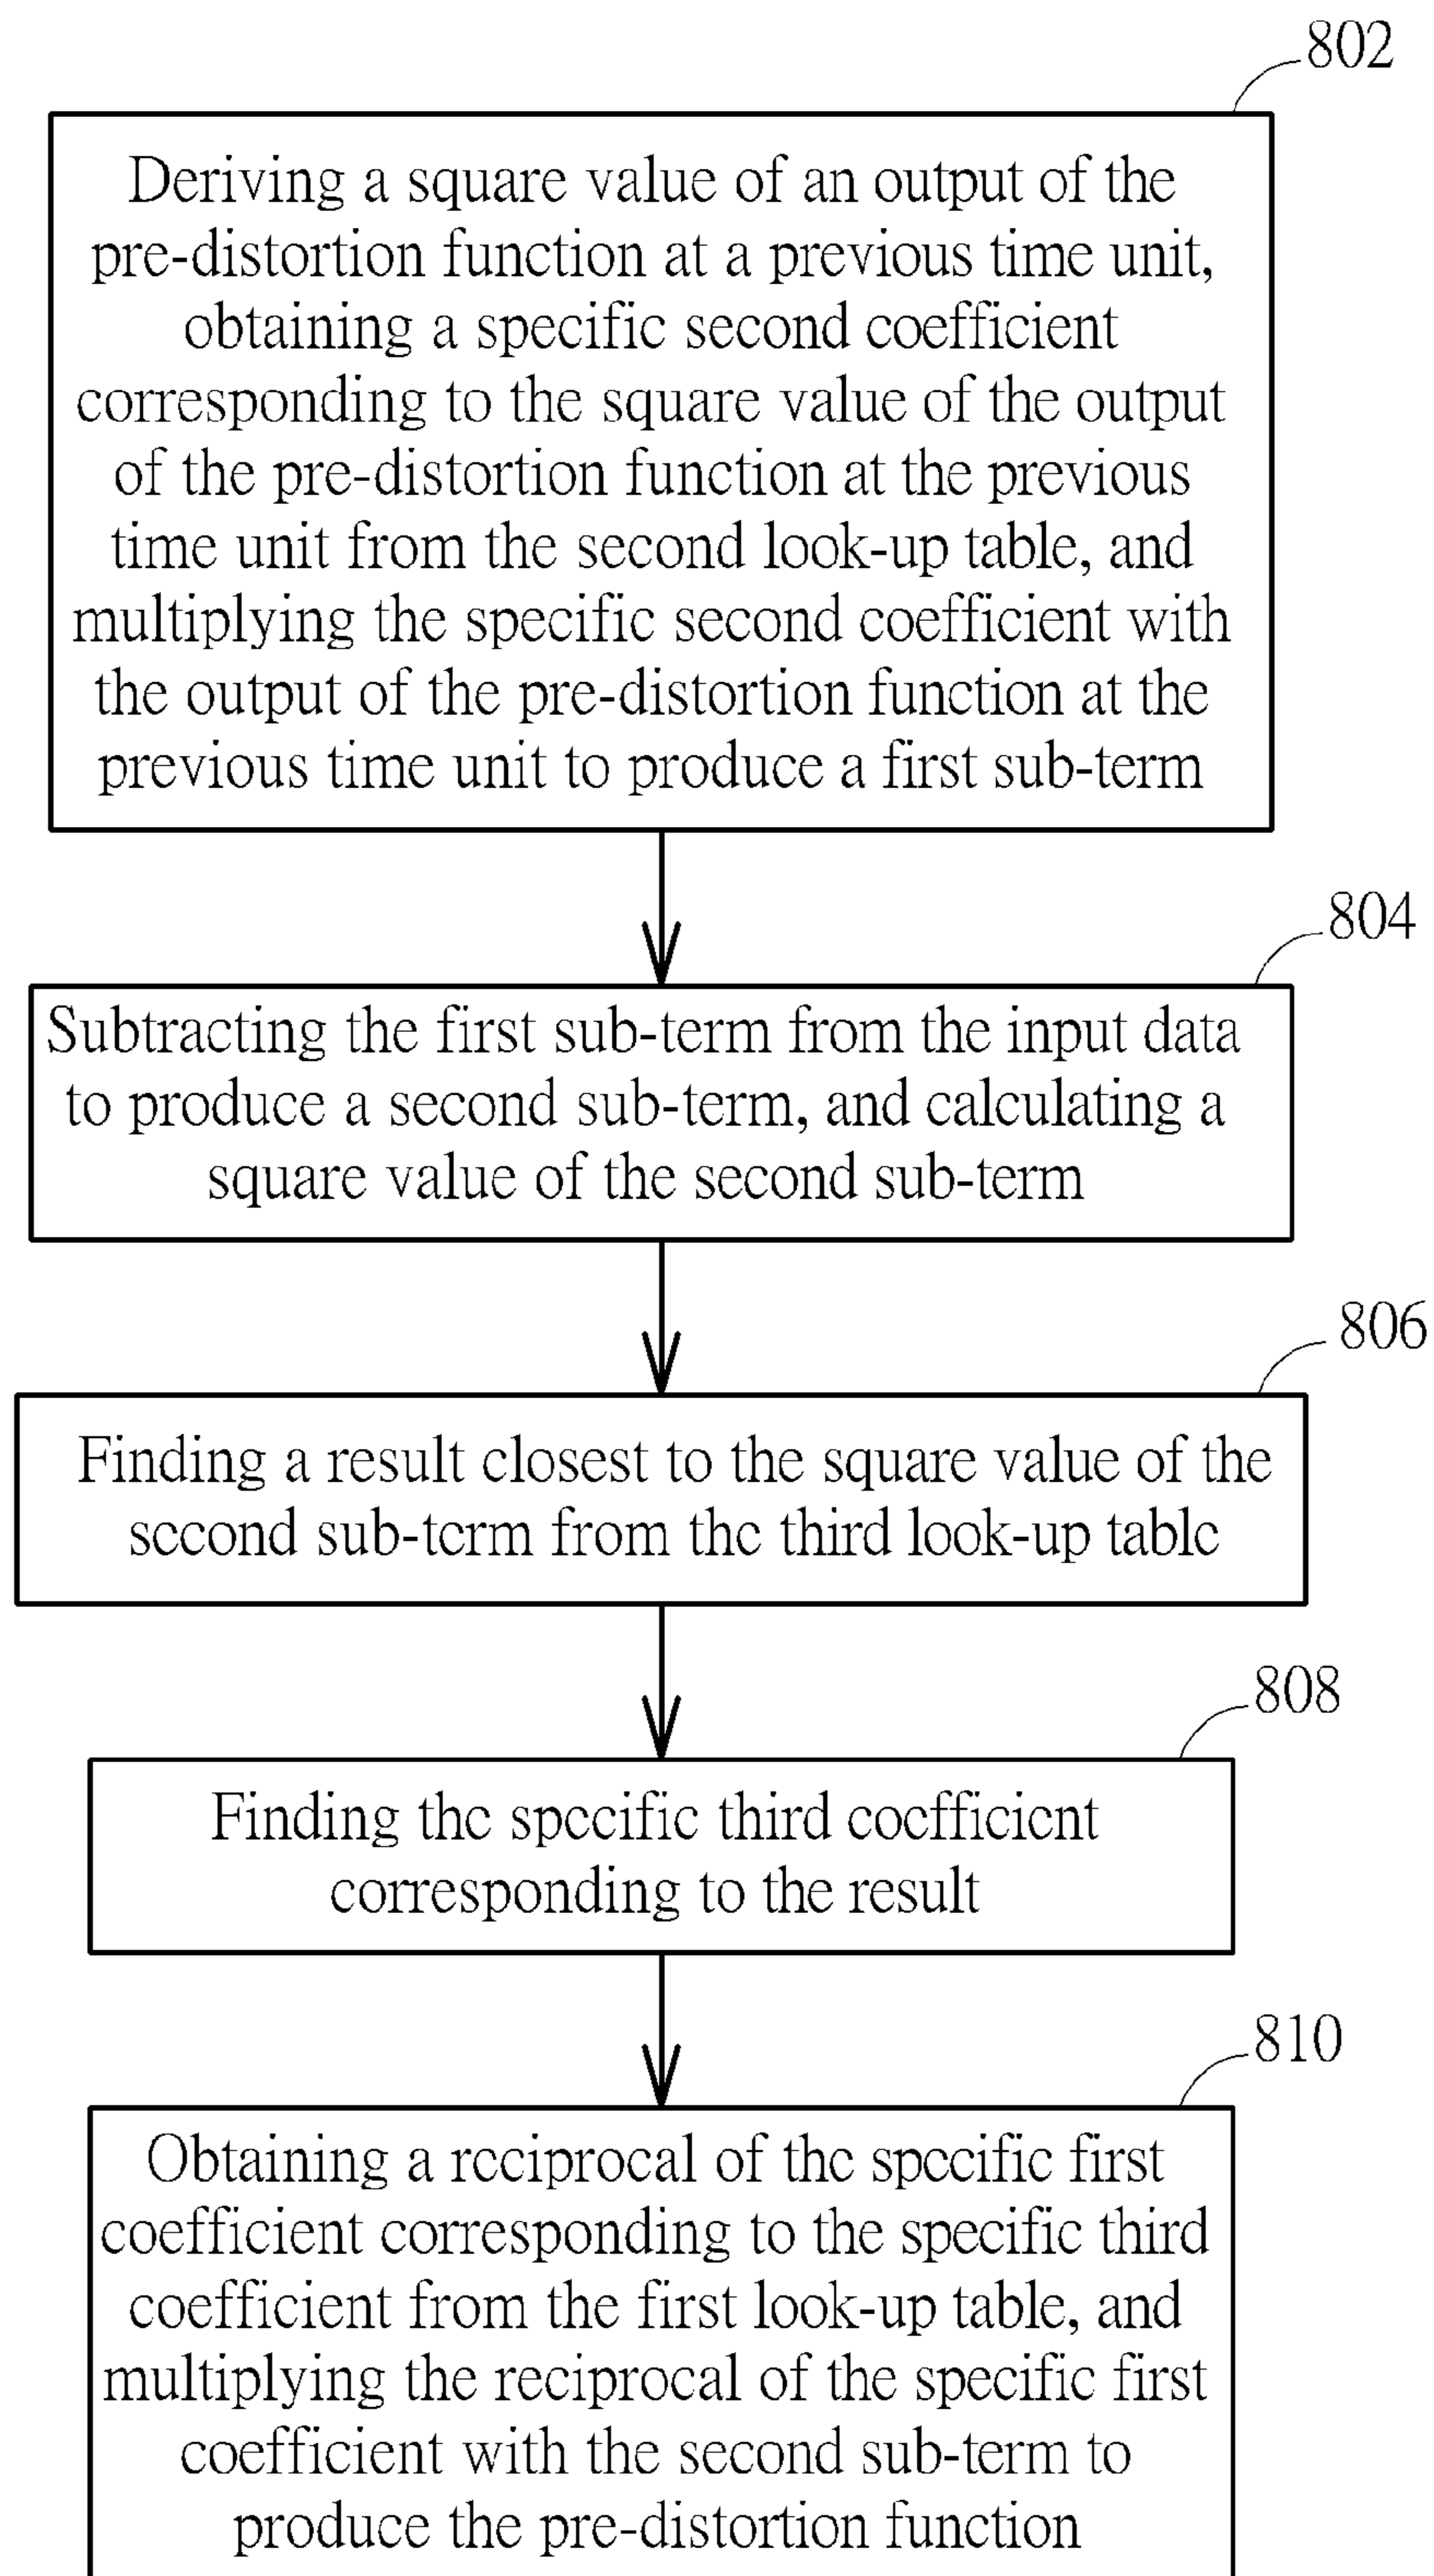 802
Deriving a square value of an output of the
pre-distortion function at a previous time unit,
obtaining a specific second coefficient
corresponding to the square value of the output
of the pre-distortion function at the previous
time unit from the second look-up table, and
multiplying the specific second coefficient with
the output of the pre-distortion function at the
previous time unit to produce a first sub-term
804
Subtracting the first sub-term from the input data
to produce a second sub-term, and calculating a
square value of the second sub-term
806
Finding a result closest to the square value of the
second sub-term from the third look-up table
808
Finding the specific third coefficient
corresponding to the result
810
Obtaining a reciprocal of the specific first
coefficient corresponding to the specific third
coefficient from the first look-up table, and
multiplying the reciprocal of the specific first
coefficient with the second sub-term to
produce the pre-distortion function